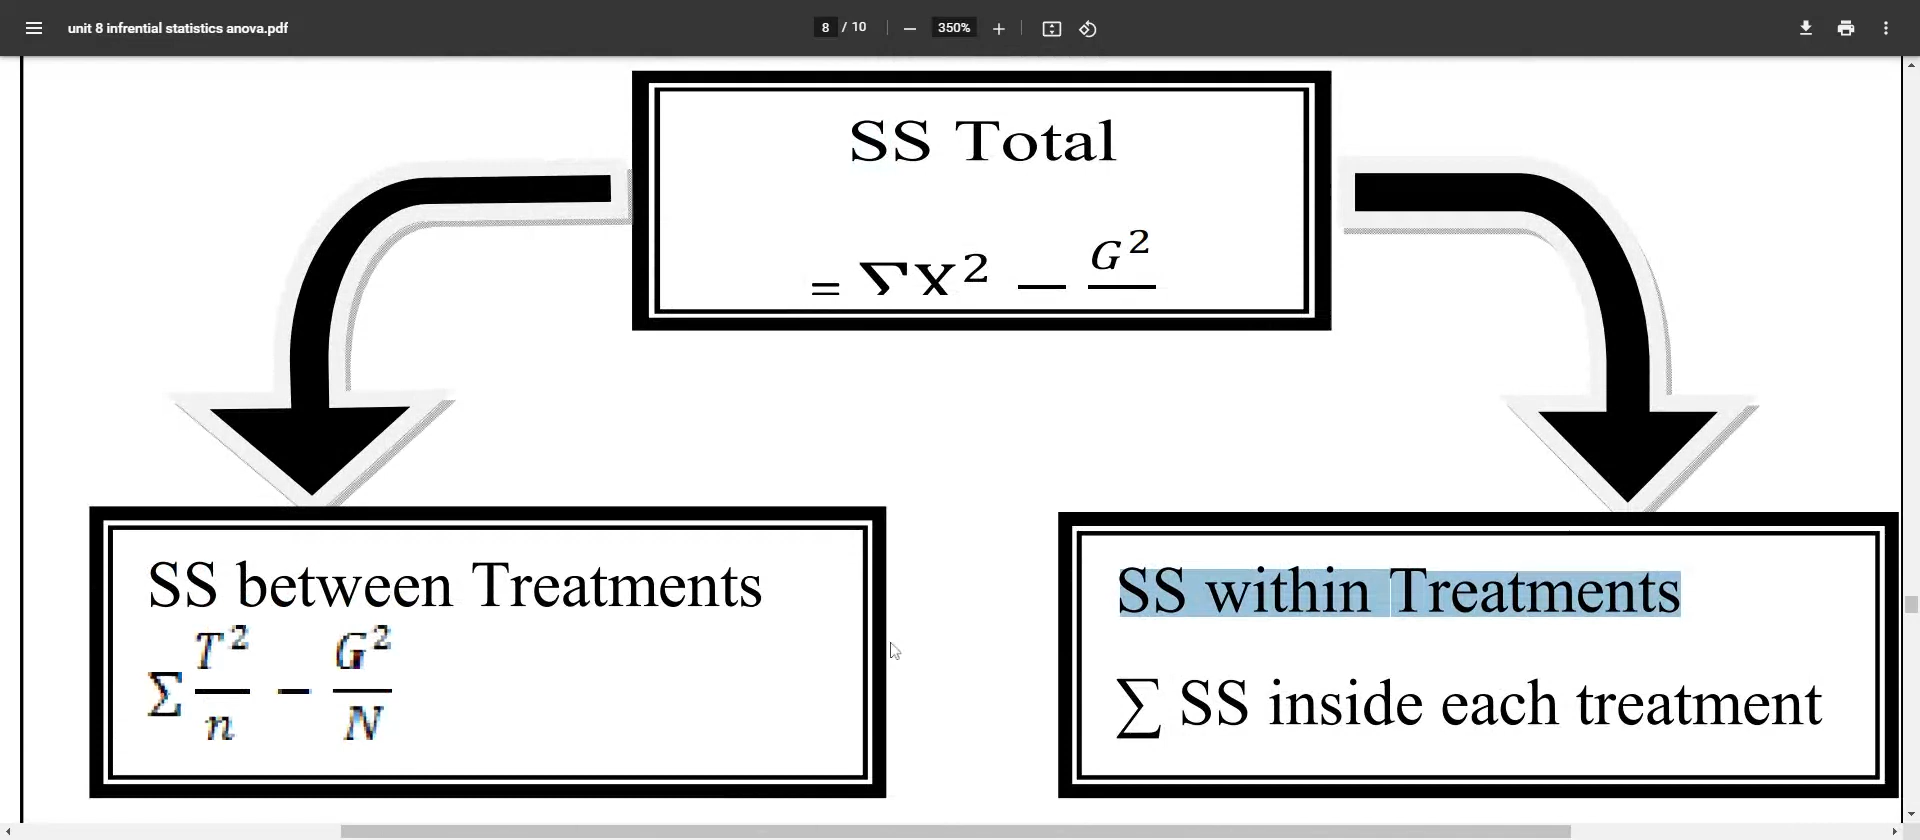 unit 8 infrential statistics anova.pdf
8 / 10
350%
SS Total
= ∑X² − G²
SS between Treatments
∑ T²/n − G²/N
SS within Treatments
∑ SS inside each treatment